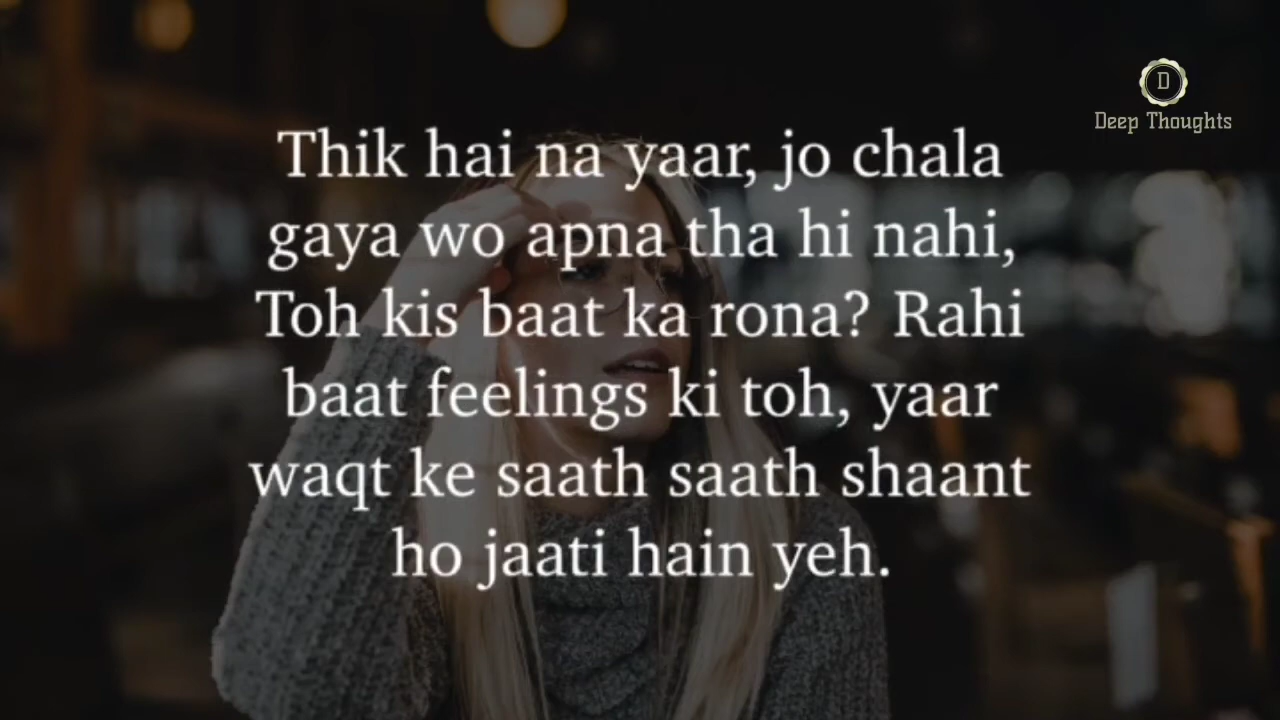 D
Deep Thoughts
Thik hai na yaar, jo chala
gaya wo apna tha hi nahi,
Toh kis baat ka rona? Rahi
baat feelings ki toh, yaar
waqt ke saath saath shaant
ho jaati hain yeh.